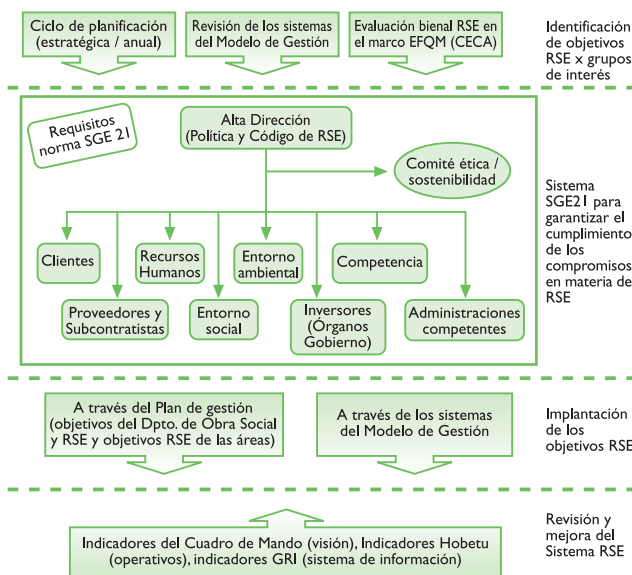 Ciclo de planificación
(estratégica / anual)
Revisión de los sistemas
del Modelo de Gestión
Evaluación bienal RSE en
el marco EFQM (CECA)
Identificación
de objetivos
RSE x grupos
de interés
Requisitos
norma SGE 21
Alta Dirección
(Política y Código de RSE)
Comité ética /
sostenibilidad
Clientes
Recursos
Humanos
Entorno
ambiental
Competencia
Proveedores y
Subcontratistas
Entorno
social
Inversores
(Órganos
Gobierno)
Administraciones
competentes
Sistema
SGE21 para
garantizar el
cumplimiento
de los
compromisos
en materia de
RSE
A través del Plan de gestión
(objetivos del Dpto. de Obra Social
y RSE y objetivos RSE de las áreas)
A través de los sistemas
del Modelo de Gestión
Implantación
de los
objetivos RSE
Indicadores del Cuadro de Mando (visión), Indicadores Hobetu
(operativos), indicadores GRI (sistema de información)
Revisión y
mejora del
Sistema RSE